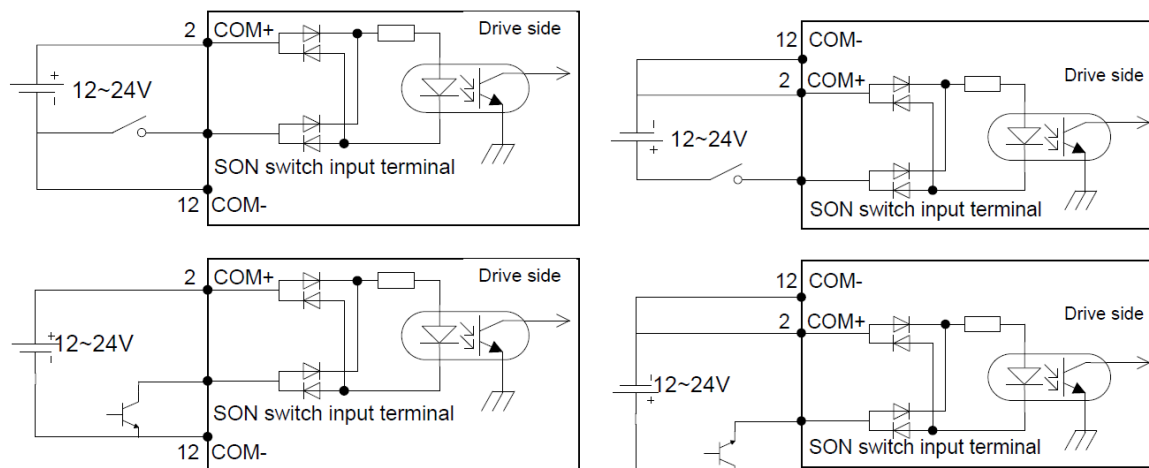 2 COM+ Drive side
+
12~24V
-
SON switch input terminal
12 COM-
12 COM-
2 COM+
Drive side
-
12~24V
+
SON switch input terminal
2 COM+ Drive side
+
12~24V
-
SON switch input terminal
12 COM-
12 COM-
2 COM+
Drive side
-
12~24V
+
SON switch input terminal